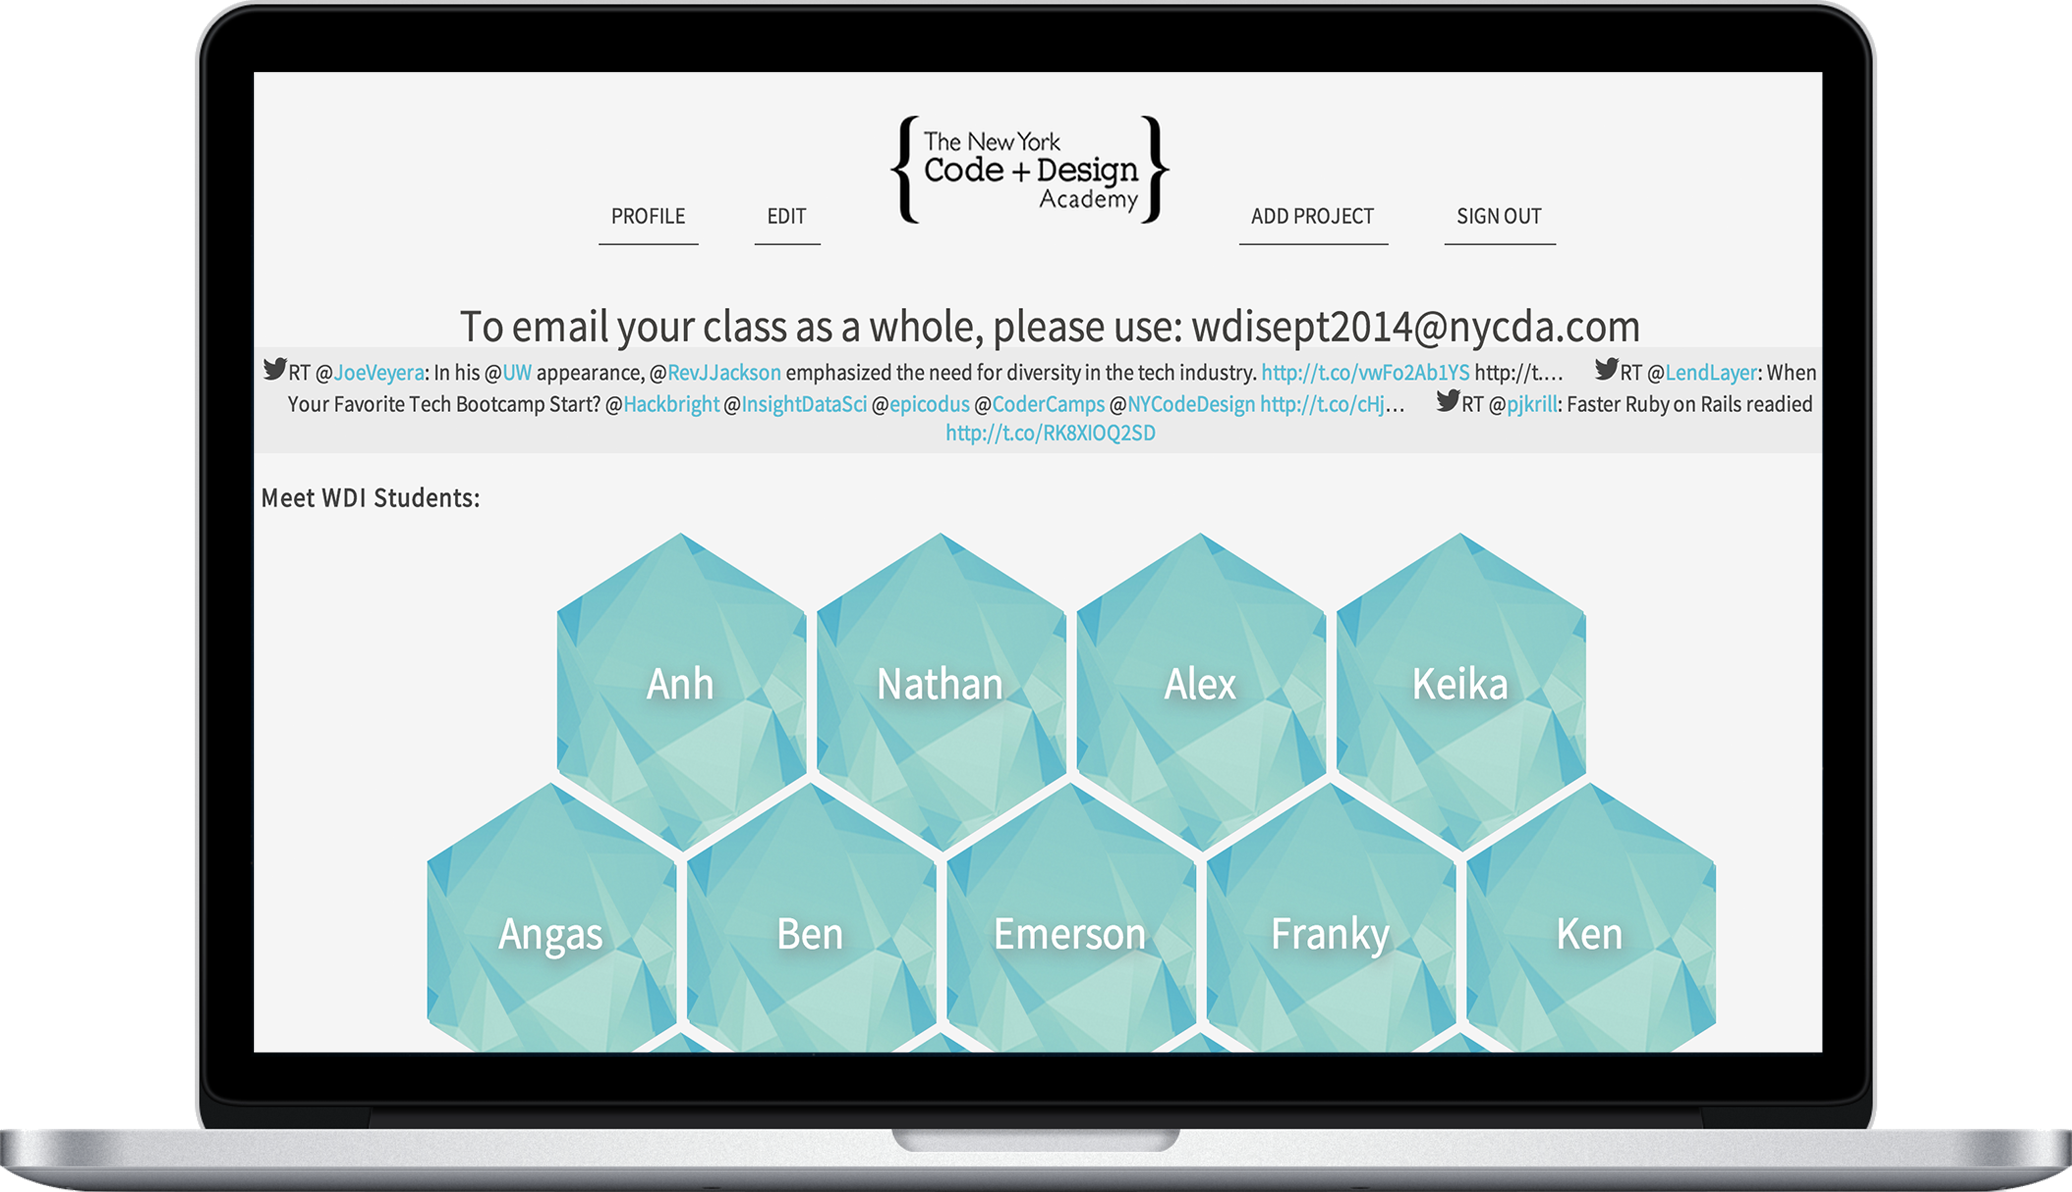 The New York
Code + Design
Academy
PROFILE EDIT ADD PROJECT SIGN OUT
To email your class as a whole, please use: wdisept2014@nycda.com
RT @JoeVeyera: In his @UW appearance, @RevJJackson emphasized the need for diversity in the tech industry. http://t.co/vwFo2Ab1YS http://t.… RT @LendLayer: When
Your Favorite Tech Bootcamp Start? @Hackbright @InsightDataSci @epicodus @CoderCamps @NYCodeDesign http://t.co/cHj… RT @pjkrill: Faster Ruby on Rails readied
http://t.co/RK8XIOQ2SD
Meet WDI Students:
Anh Nathan Alex Keika
Angas Ben Emerson Franky Ken